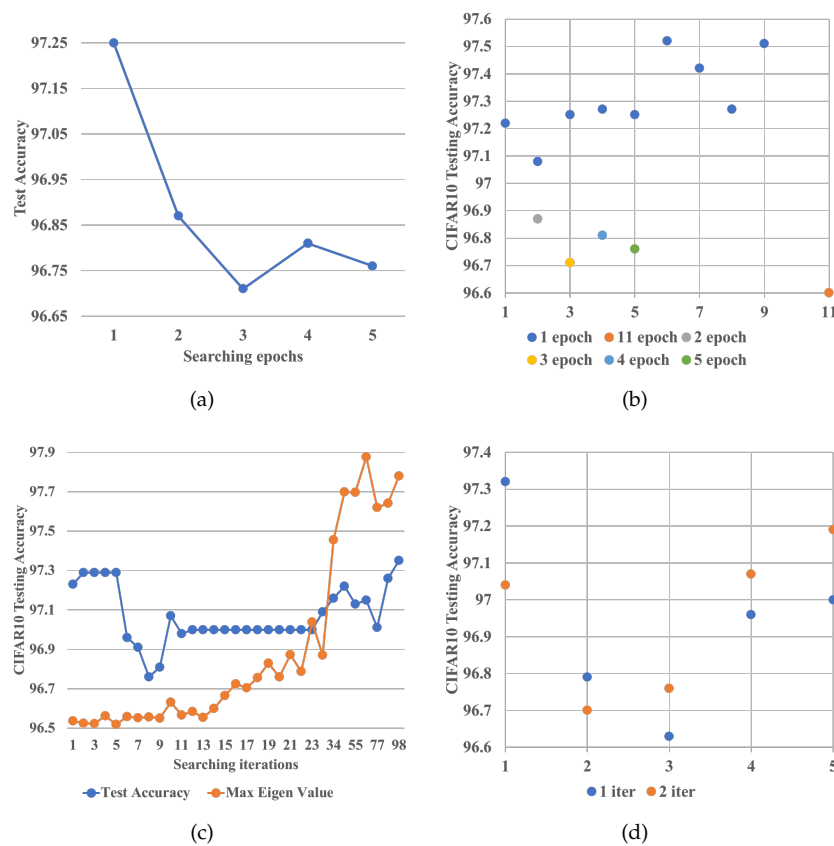 97.25
97.15
97.05
96.95
96.85
96.75
96.65
Test Accuracy
1 2 3 4 5
Searching epochs
(a)
97.6
97.5
97.4
97.3
97.2
97.1
97
96.9
96.8
96.7
96.6
CIFAR10 Testing Accuracy
1 3 5 7 9 11
1 epoch 11 epoch 2 epoch
3 epoch 4 epoch 5 epoch
(b)
97.9
97.7
97.5
97.3
97.1
96.9
96.7
96.5
CIFAR10 Testing Accuracy
1 3 5 7 9 11 13 15 17 19 21 23 34 55 77 98
Searching iterations
Test Accuracy Max Eigen Value
(c)
97.4
97.3
97.2
97.1
97
96.9
96.8
96.7
96.6
CIFAR10 Testing Accuracy
1 2 3 4 5
1 iter 2 iter
(d)